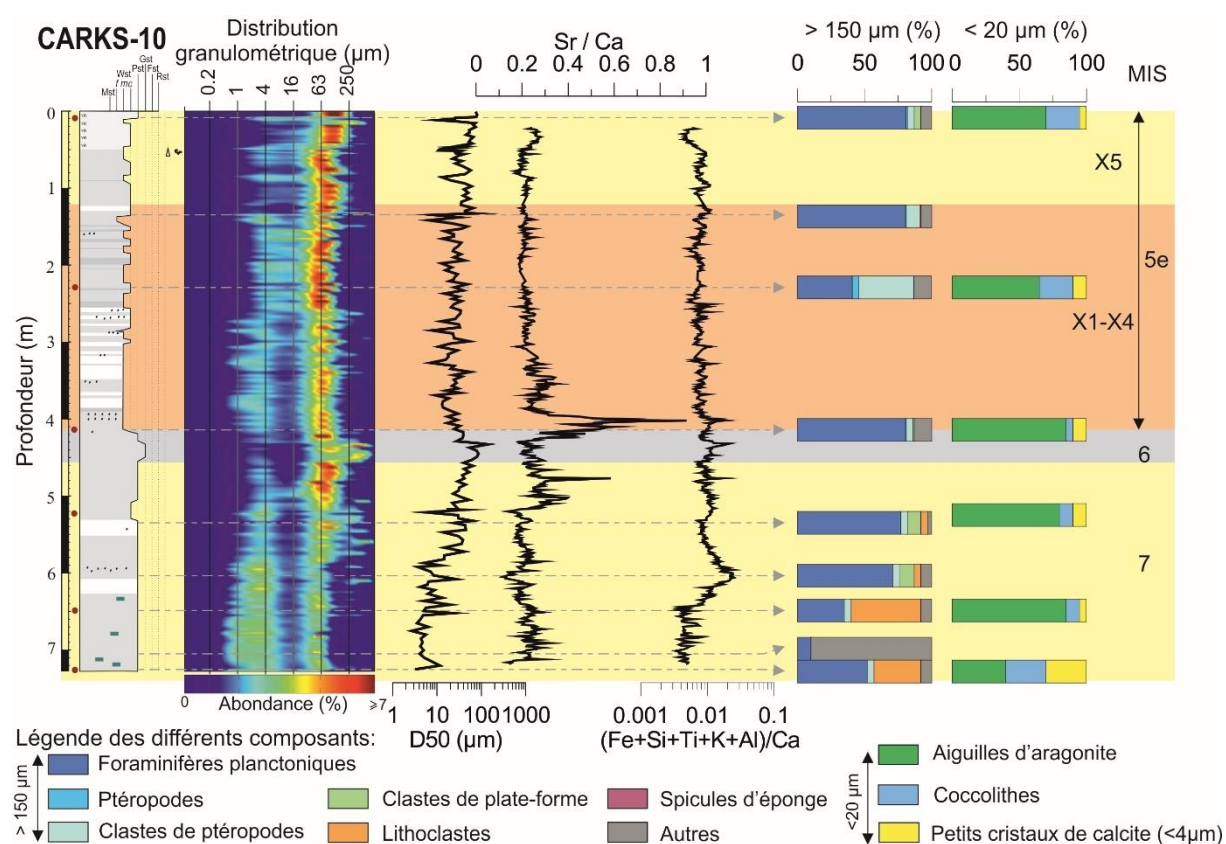 CARKS-10
Distribution
granulométrique (µm)
Sr / Ca
> 150 µm (%)
< 20 µm (%)
MIS
Mst
Wst
f mc
Pst
Gst
Fst
Rst
0.2
1
4
16
63
250
0
0.2
0.4
0.6
0.8
1
0
50
100
0
50
100
Profondeur (m)
0
1
2
3
4
5
6
7
X5
5e
X1-X4
6
7
0
Abondance (%)
⩾7
1
10
100
1000
D50 (µm)
0.001
0.01
0.1
(Fe+Si+Ti+K+Al)/Ca
Légende des différents composants:
> 150 µm
Foraminifères planctoniques
Ptéropodes
Clastes de ptéropodes
Clastes de plate-forme
Lithoclastes
Spicules d'éponge
Autres
<20 µm
Aiguilles d'aragonite
Coccolithes
Petits cristaux de calcite (<4µm)